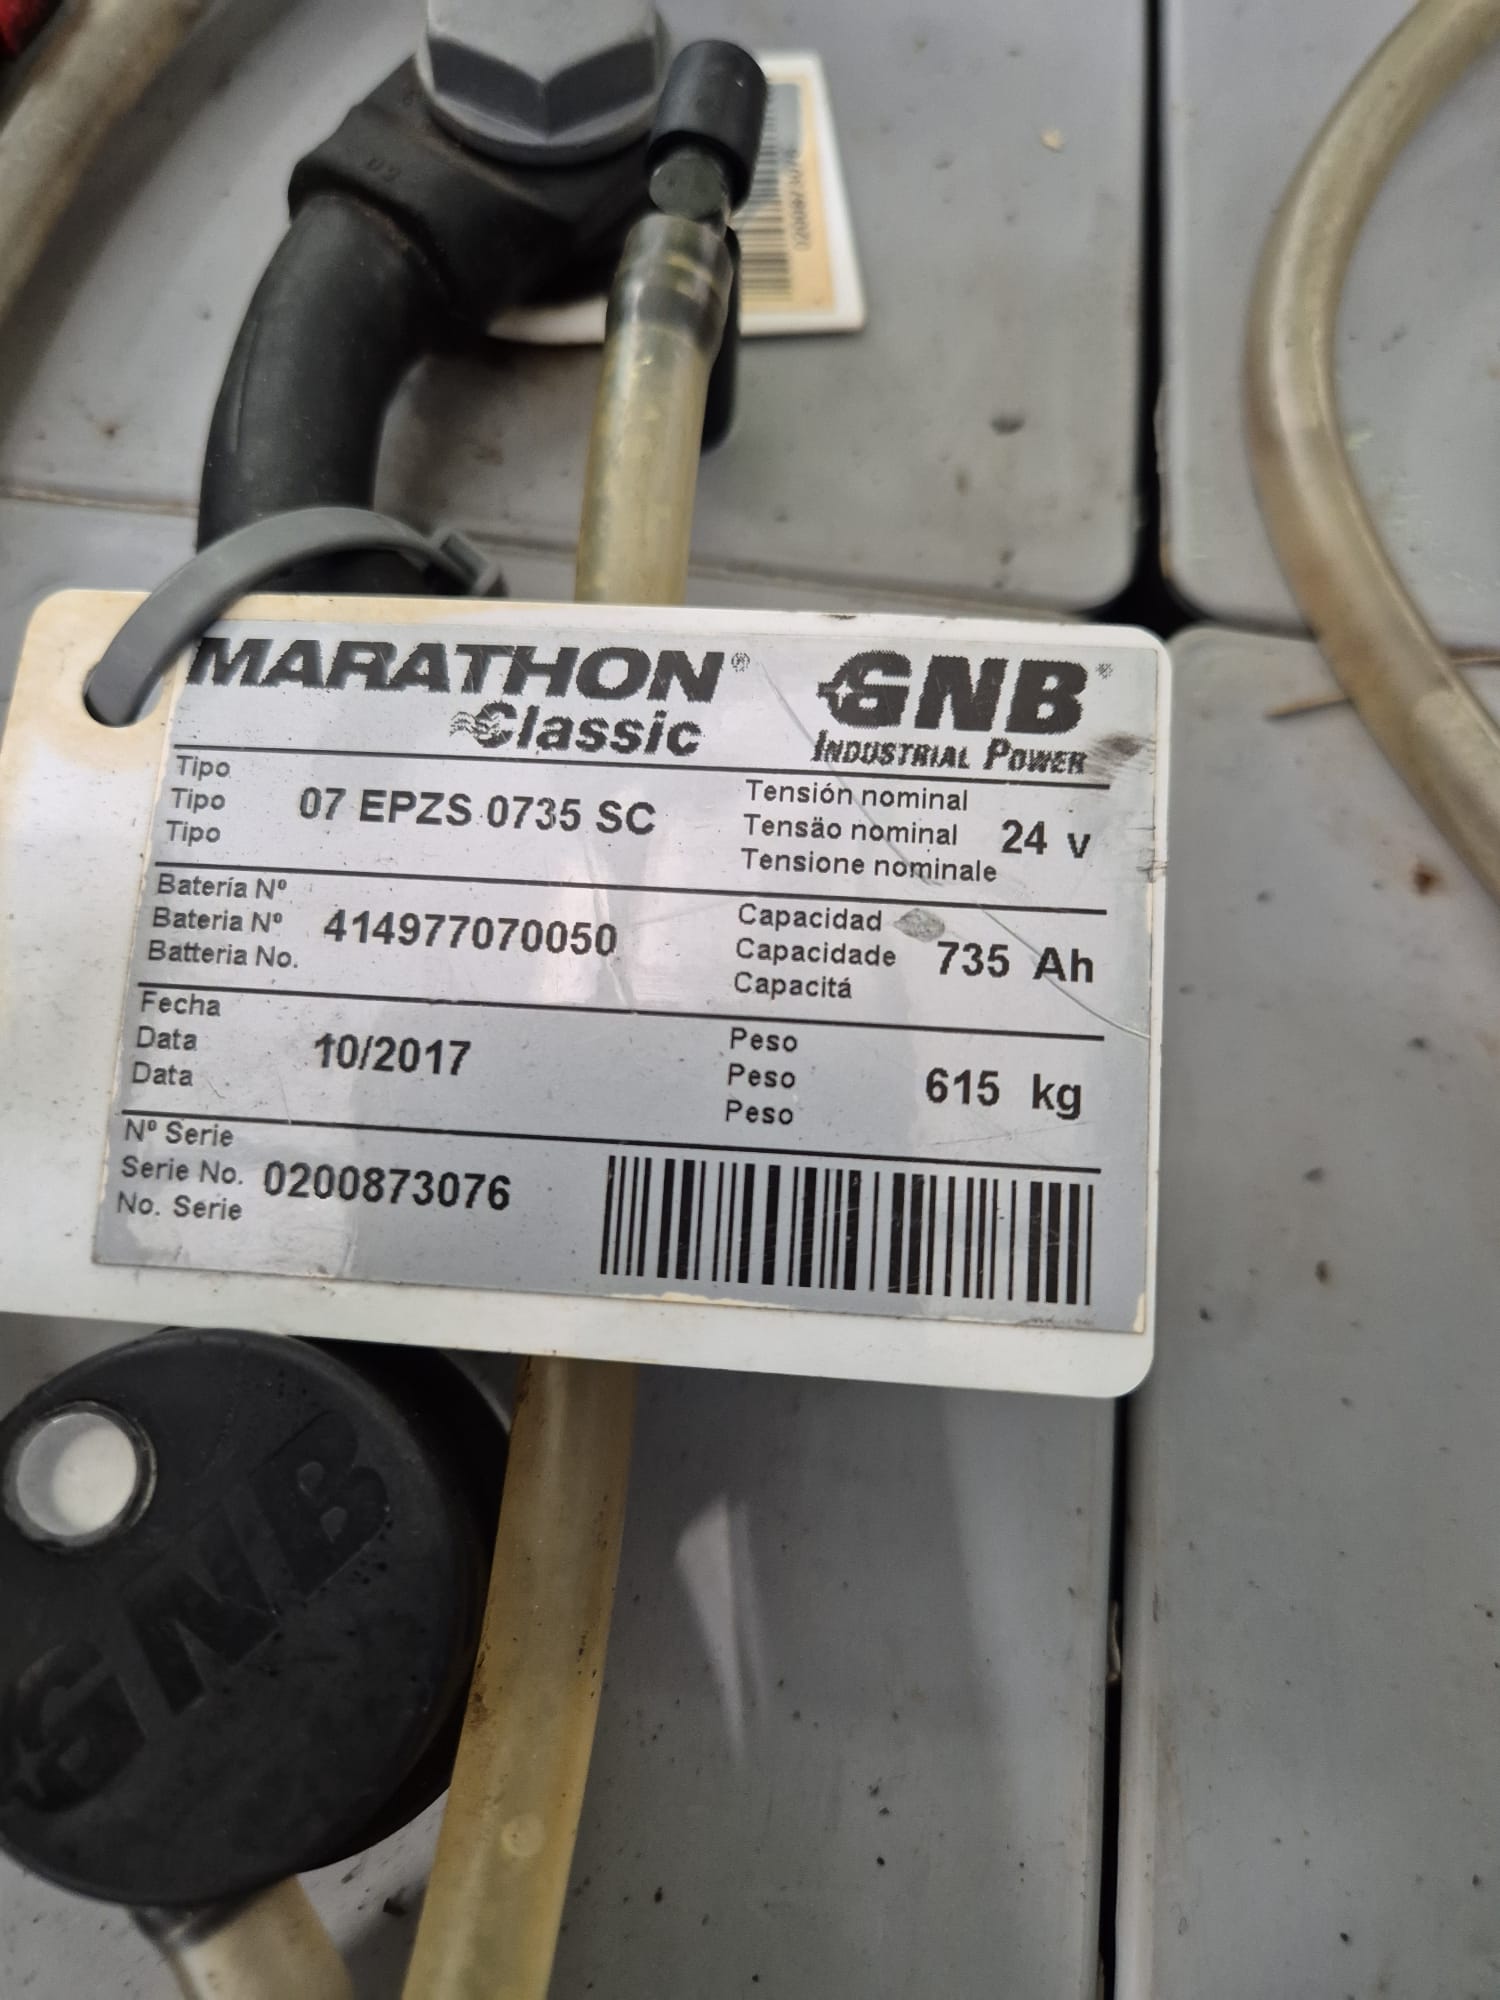 0200873076
MARATHON® GNB®
Classic INDUSTRIAL POWER
Tipo
Tipo 07 EPZS 0735 SC
Tipo
Tensión nominal
Tensäo nominal 24 v
Tensione nominale
Batería Nº
Bateria Nº 414977070050
Batteria No.
Capacidad
Capacidade 735 Ah
Capacitá
Fecha
Data 10/2017
Data
Peso
Peso 615 kg
Peso
Nº Serie
Serie No. 0200873076
No. Serie
GNB